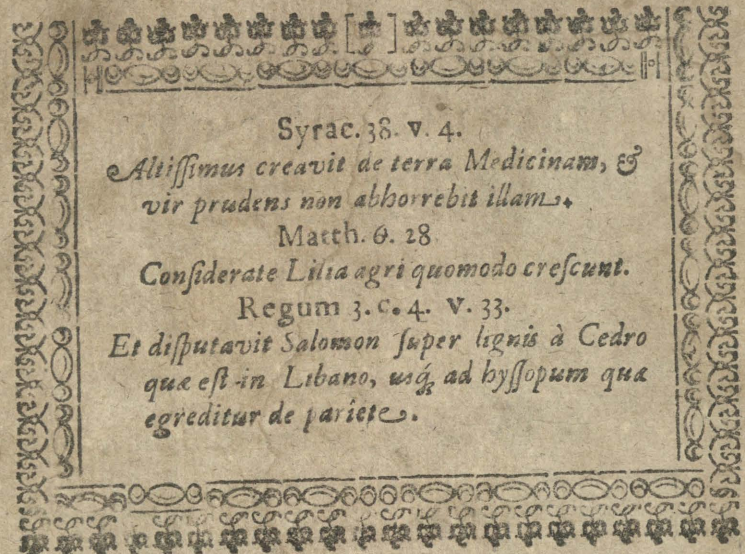 Syrac. 38. v. 4.
Altiſſimus creavit de terra Medicinam, &
vir prudens non abhorrebit illam.
Matth. 6. 28
Conſiderate Lilia agri quomodo creſcunt.
Regum 3. c. 4. v. 33.
Et diſputavit Salomon ſuper lignis à Cedro
quæ eſt in Libano, uſq́; ad hyſſopum quæ
egreditur de pariete.